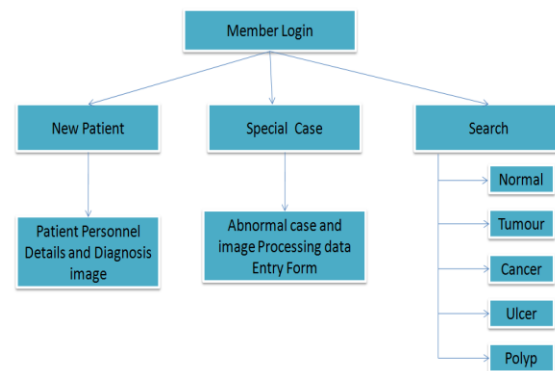 Member Login
New Patient
Special Case
Search
Patient Personnel
Details and Diagnosis
image
Abnormal case and
image Processing data
Entry Form
Normal
Tumour
Cancer
Ulcer
Polyp